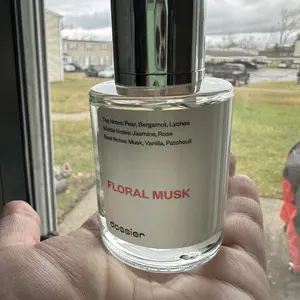 Top Notes: Pear, Bergamot, Lychee
Middle Notes: Jasmine, Rose
Base Notes: Musk, Vanilla, Patchouli
FLORAL MUSK
dossier